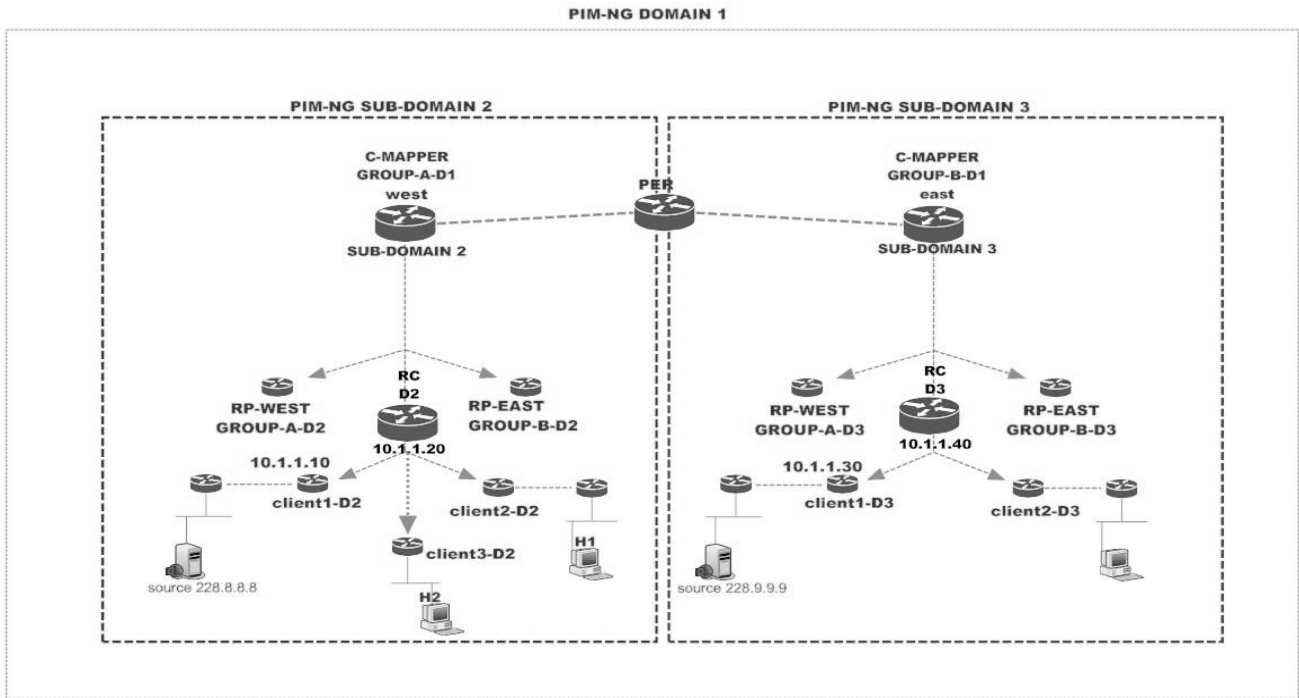 PIM-NG DOMAIN 1
PIM-NG SUB-DOMAIN 2
PIM-NG SUB-DOMAIN 3
C-MAPPER
GROUP-A-D1
west
SUB-DOMAIN 2
PER
C-MAPPER
GROUP-B-D1
east
SUB-DOMAIN 3
RP-WEST
GROUP-A-D2
RC
D2
10.1.1.20
RP-EAST
GROUP-B-D2
RP-WEST
GROUP-A-D3
RC
D3
10.1.1.40
RP-EAST
GROUP-B-D3
10.1.1.10
client1-D2
client2-D2
client3-D2
H1
H2
source 228.8.8.8
10.1.1.30
client1-D3
client2-D3
source 228.9.9.9